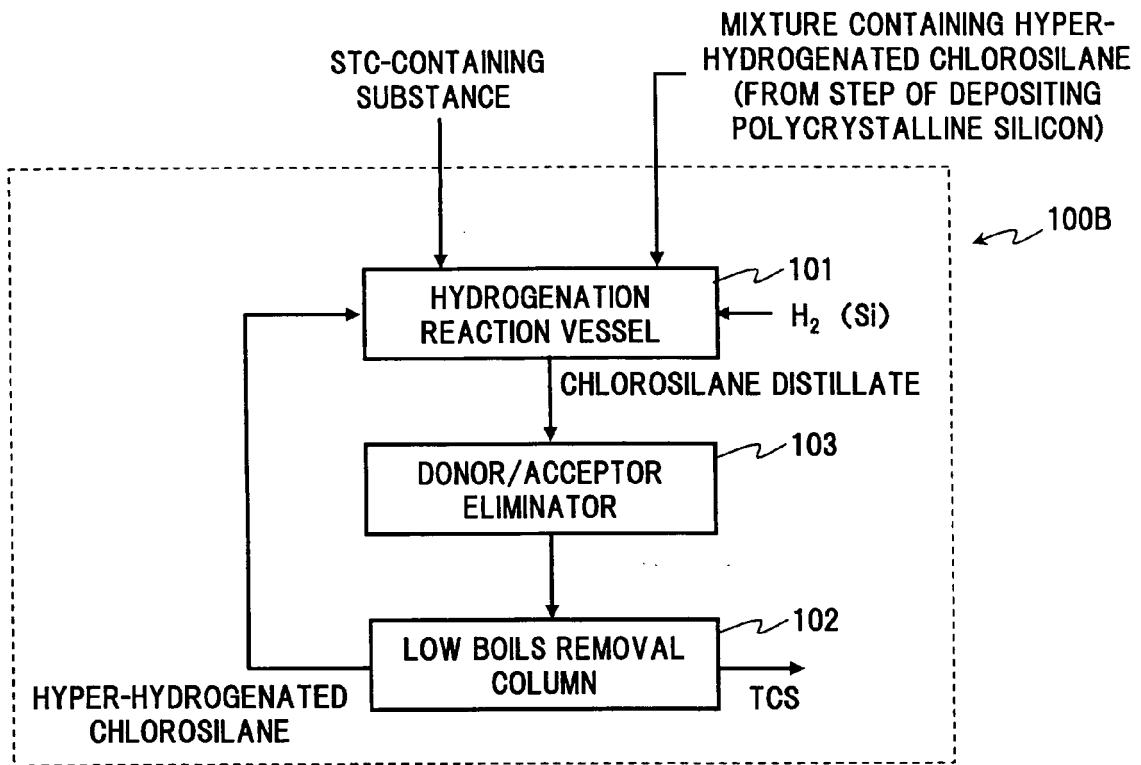 MIXTURE CONTAINING HYPER-
HYDROGENATED CHLOROSILANE
(FROM STEP OF DEPOSITING
POLYCRYSTALLINE SILICON)
STC-CONTAINING
SUBSTANCE
100B
101
HYDROGENATION
REACTION VESSEL
H₂ (Si)
CHLOROSILANE DISTILLATE
103
DONOR/ACCEPTOR
ELIMINATOR
102
LOW BOILS REMOVAL
COLUMN
TCS
HYPER-HYDROGENATED
CHLOROSILANE